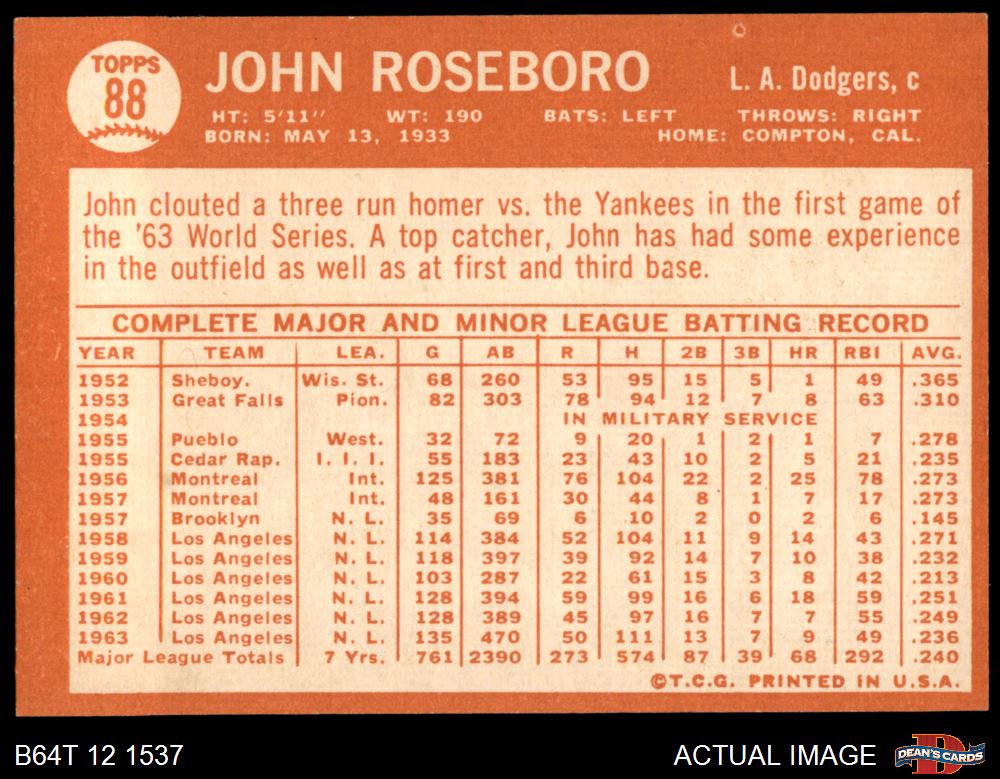 TOPPS
88
JOHN ROSEBORO
L. A. Dodgers, c
HT: 5'11" WT: 190 BATS: LEFT THROWS: RIGHT
BORN: MAY 13, 1933 HOME: COMPTON, CAL.
John clouted a three run homer vs. the Yankees in the first game of
the '63 World Series. A top catcher, John has had some experience
in the outfield as well as at first and third base.
COMPLETE MAJOR AND MINOR LEAGUE BATTING RECORD
YEAR TEAM LEA. G AB R H 2B 3B HR RBI AVG.
1952 Sheboy. Wis. St. 68 260 53 95 15 5 1 49 .365
1953 Great Falls Pion. 82 303 78 94 12 7 8 63 .310
1954 IN MILITARY SERVICE
1955 Pueblo West. 32 72 9 20 1 2 1 7 .278
1955 Cedar Rap. I. I. I. 55 183 23 43 10 2 5 21 .235
1956 Montreal Int. 125 381 76 104 22 2 25 78 .273
1957 Montreal Int. 48 161 30 44 8 1 7 17 .273
1957 Brooklyn N. L. 35 69 6 10 2 0 2 6 .145
1958 Los Angeles N. L. 114 384 52 104 11 9 14 43 .271
1959 Los Angeles N. L. 118 397 39 92 14 7 10 38 .232
1960 Los Angeles N. L. 103 287 22 61 15 3 8 42 .213
1961 Los Angeles N. L. 128 394 59 99 16 6 18 59 .251
1962 Los Angeles N. L. 128 389 45 97 16 7 7 55 .249
1963 Los Angeles N. L. 135 470 50 111 13 7 9 49 .236
Major League Totals 7 Yrs. 761 2390 273 574 87 39 68 292 .240
©T.C.G. PRINTED IN U.S.A.
B64T 12 1537
ACTUAL IMAGE
D
DEAN'S CARDS